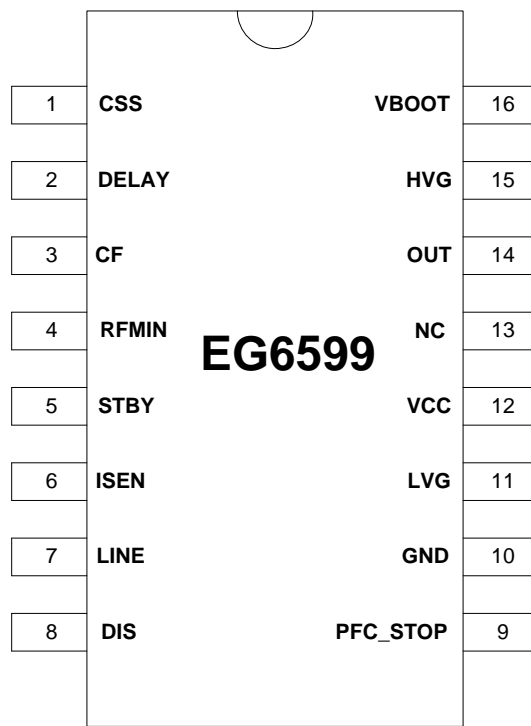 1 CSS VBOOT 16
2 DELAY HVG 15
3 CF OUT 14
4 RFMIN NC 13
EG6599
5 STBY VCC 12
6 ISEN LVG 11
7 LINE GND 10
8 DIS PFC_STOP 9